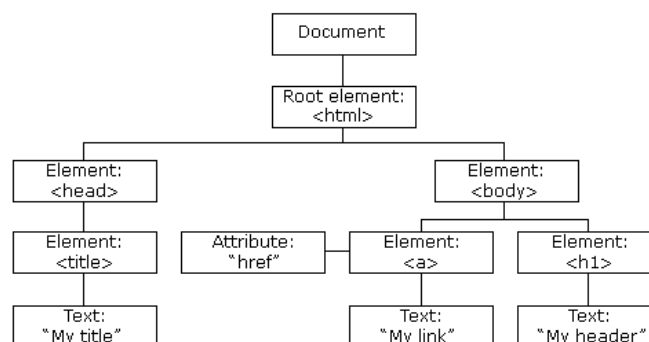 Document
Root element:
<html>
Element:
<head>
Element:
<body>
Element:
<title>
Attribute:
"href"
Element:
<a>
Element:
<h1>
Text:
"My title"
Text:
"My link"
Text:
"My header"